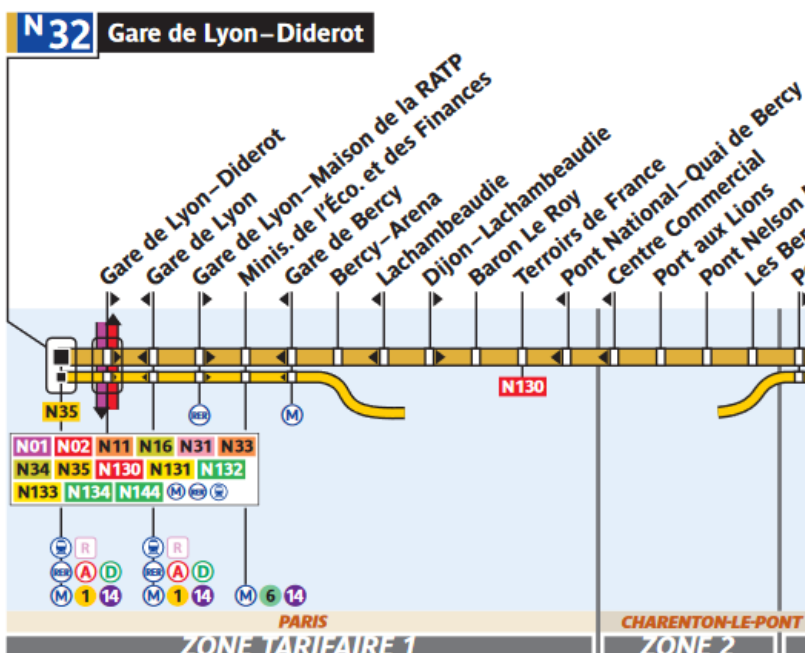 N32 Gare de Lyon–Diderot
Gare de Lyon–Diderot
Gare de Lyon
Gare de Lyon–Maison de la RATP
Minis. de l'Éco. et des Finances
Gare de Bercy
Bercy–Arena
Lachambeaudie
Dijon–Lachambeaudie
Baron Le Roy
Terroirs de France
Pont National–Quai de Bercy
Centre Commercial
Port aux Lions
Pont Nelson
Les Ber
P
N35
RER
M
N130
N01 N02 N11 N16 N31 N33
N34 N35 N130 N131 N132
N133 N134 N144 M RER
R R
RER A D RER A D
M 1 14 M 1 14 M 6 14
PARIS CHARENTON-LE-PONT
ZONE TARIFAIRE 1 ZONE 2